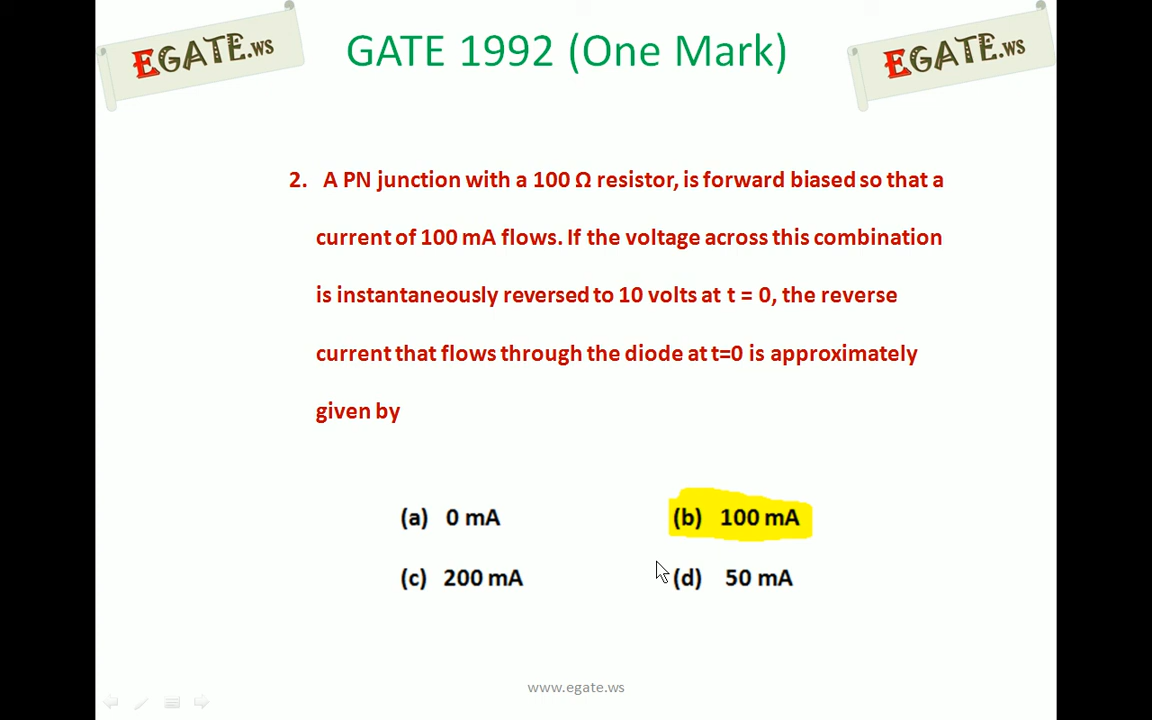 EGATE.ws
GATE 1992 (One Mark)
EGATE.ws
2. A PN junction with a 100 Ω resistor, is forward biased so that a
current of 100 mA flows. If the voltage across this combination
is instantaneously reversed to 10 volts at t = 0, the reverse
current that flows through the diode at t=0 is approximately
given by
(a) 0 mA
(b) 100 mA
(c) 200 mA
(d) 50 mA
www.egate.ws